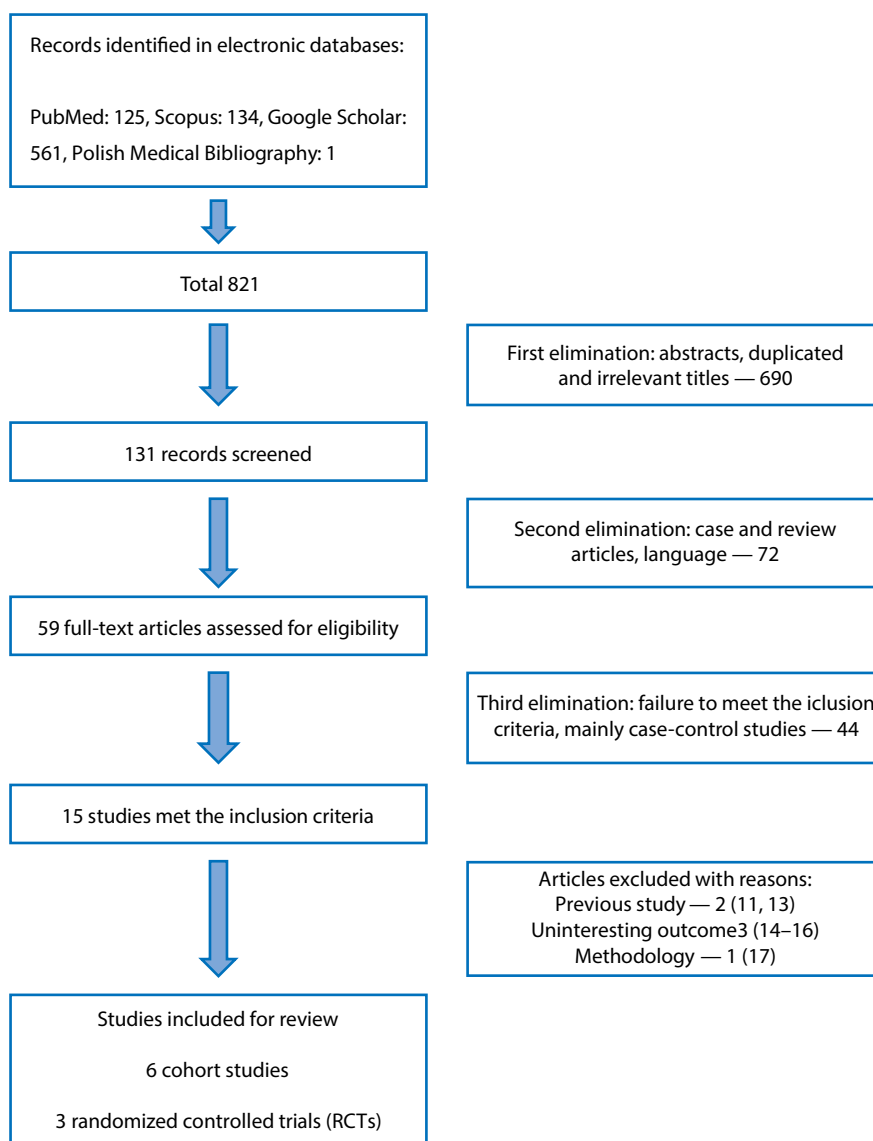 Records identified in electronic databases:
PubMed: 125, Scopus: 134, Google Scholar:
561, Polish Medical Bibliography: 1
Total 821
First elimination: abstracts, duplicated
and irrelevant titles — 690
131 records screened
Second elimination: case and review
articles, language — 72
59 full-text articles assessed for eligibility
Third elimination: failure to meet the iclusion
criteria, mainly case-control studies — 44
15 studies met the inclusion criteria
Articles excluded with reasons:
Previous study — 2 (11, 13)
Uninteresting outcome3 (14–16)
Methodology — 1 (17)
Studies included for review
6 cohort studies
3 randomized controlled trials (RCTs)